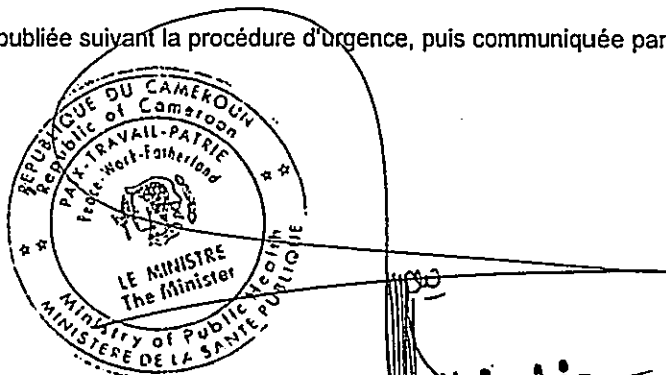 publiée suivant la procédure d'urgence, puis communiquée par
REPUBLIQUE DU CAMEROUN
Republic of Cameroon
PAIX-TRAVAIL-PATRIE
Peace-Work-Fatherland
LE MINISTRE
The Minister
Ministry of Public Health
MINISTERE DE LA SANTE PUBLIQUE